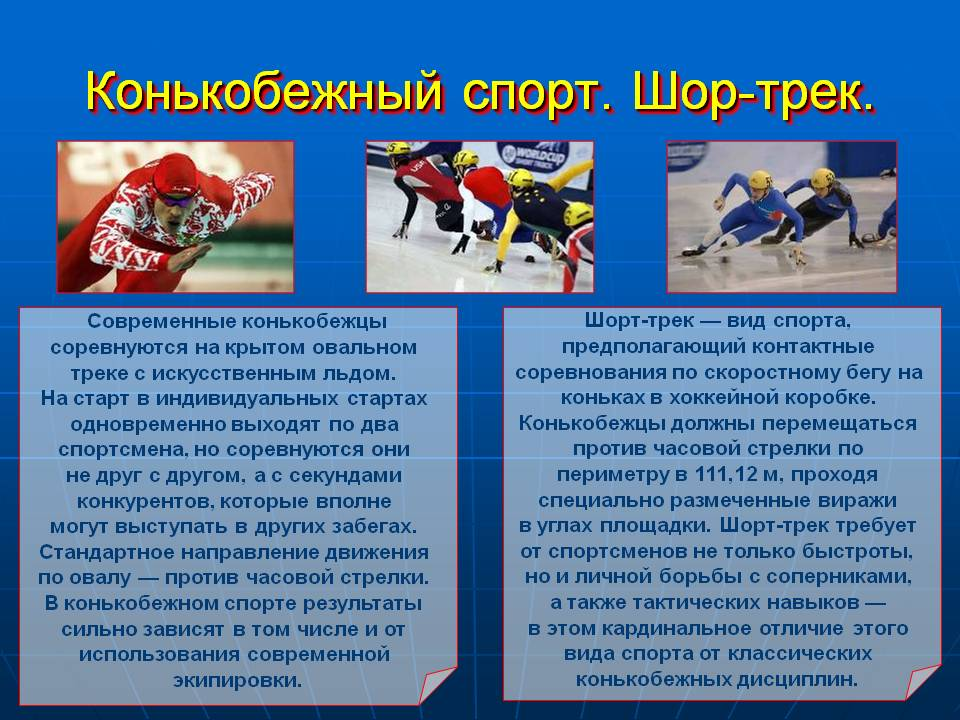 Конькобежный спорт. Шор-трек.
2006
USA
WORLDCUP
Современные конькобежцы
соревнуются на крытом овальном
треке с искусственным льдом.
На старт в индивидуальных стартах
одновременно выходят по два
спортсмена, но соревнуются они
не друг с другом, а с секундами
конкурентов, которые вполне
могут выступать в других забегах.
Стандартное направление движения
по овалу — против часовой стрелки.
В конькобежном спорте результаты
сильно зависят в том числе и от
использования современной
экипировки.
Шорт-трек — вид спорта,
предполагающий контактные
соревнования по скоростному бегу на
коньках в хоккейной коробке.
Конькобежцы должны перемещаться
против часовой стрелки по
периметру в 111,12 м, проходя
специально размеченные виражи
в углах площадки. Шорт-трек требует
от спортсменов не только быстроты,
но и личной борьбы с соперниками,
а также тактических навыков —
в этом кардинальное отличие этого
вида спорта от классических
конькобежных дисциплин.